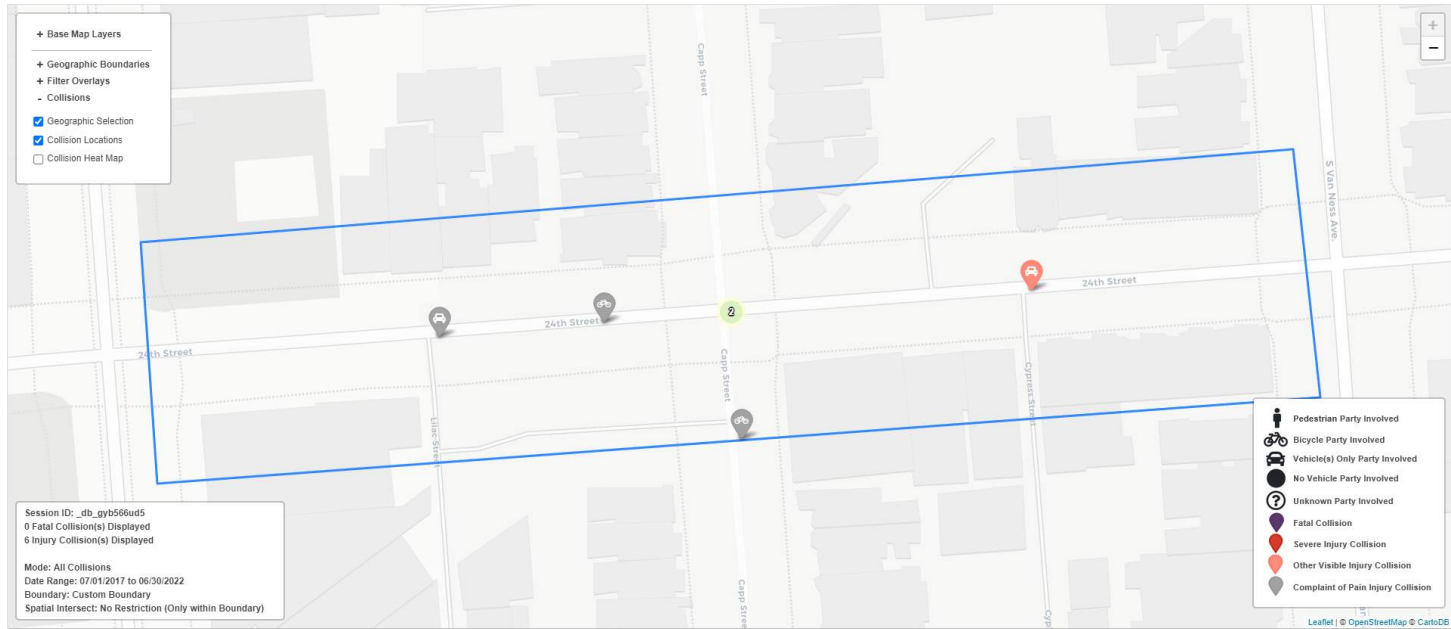 + Base Map Layers
+ Geographic Boundaries
+ Filter Overlays
- Collisions
Geographic Selection
Collision Locations
Collision Heat Map
Capp Street
+
−
S Van Ness Ave.
24th Street
2
24th Street
24th Street
Capp Street
Cypress Street
Lilac Street
Capp Stree
Cyp
Pedestrian Party Involved
Bicycle Party Involved
Vehicle(s) Only Party Involved
No Vehicle Party Involved
? Unknown Party Involved
Fatal Collision
Severe Injury Collision
Other Visible Injury Collision
Complaint of Pain Injury Collision
Session ID: _db_gyb566ud5
0 Fatal Collision(s) Displayed
6 Injury Collision(s) Displayed
Mode: All Collisions
Date Range: 07/01/2017 to 06/30/2022
Boundary: Custom Boundary
Spatial Intersect: No Restriction (Only within Boundary)
Leaflet | © OpenStreetMap © CartoDB